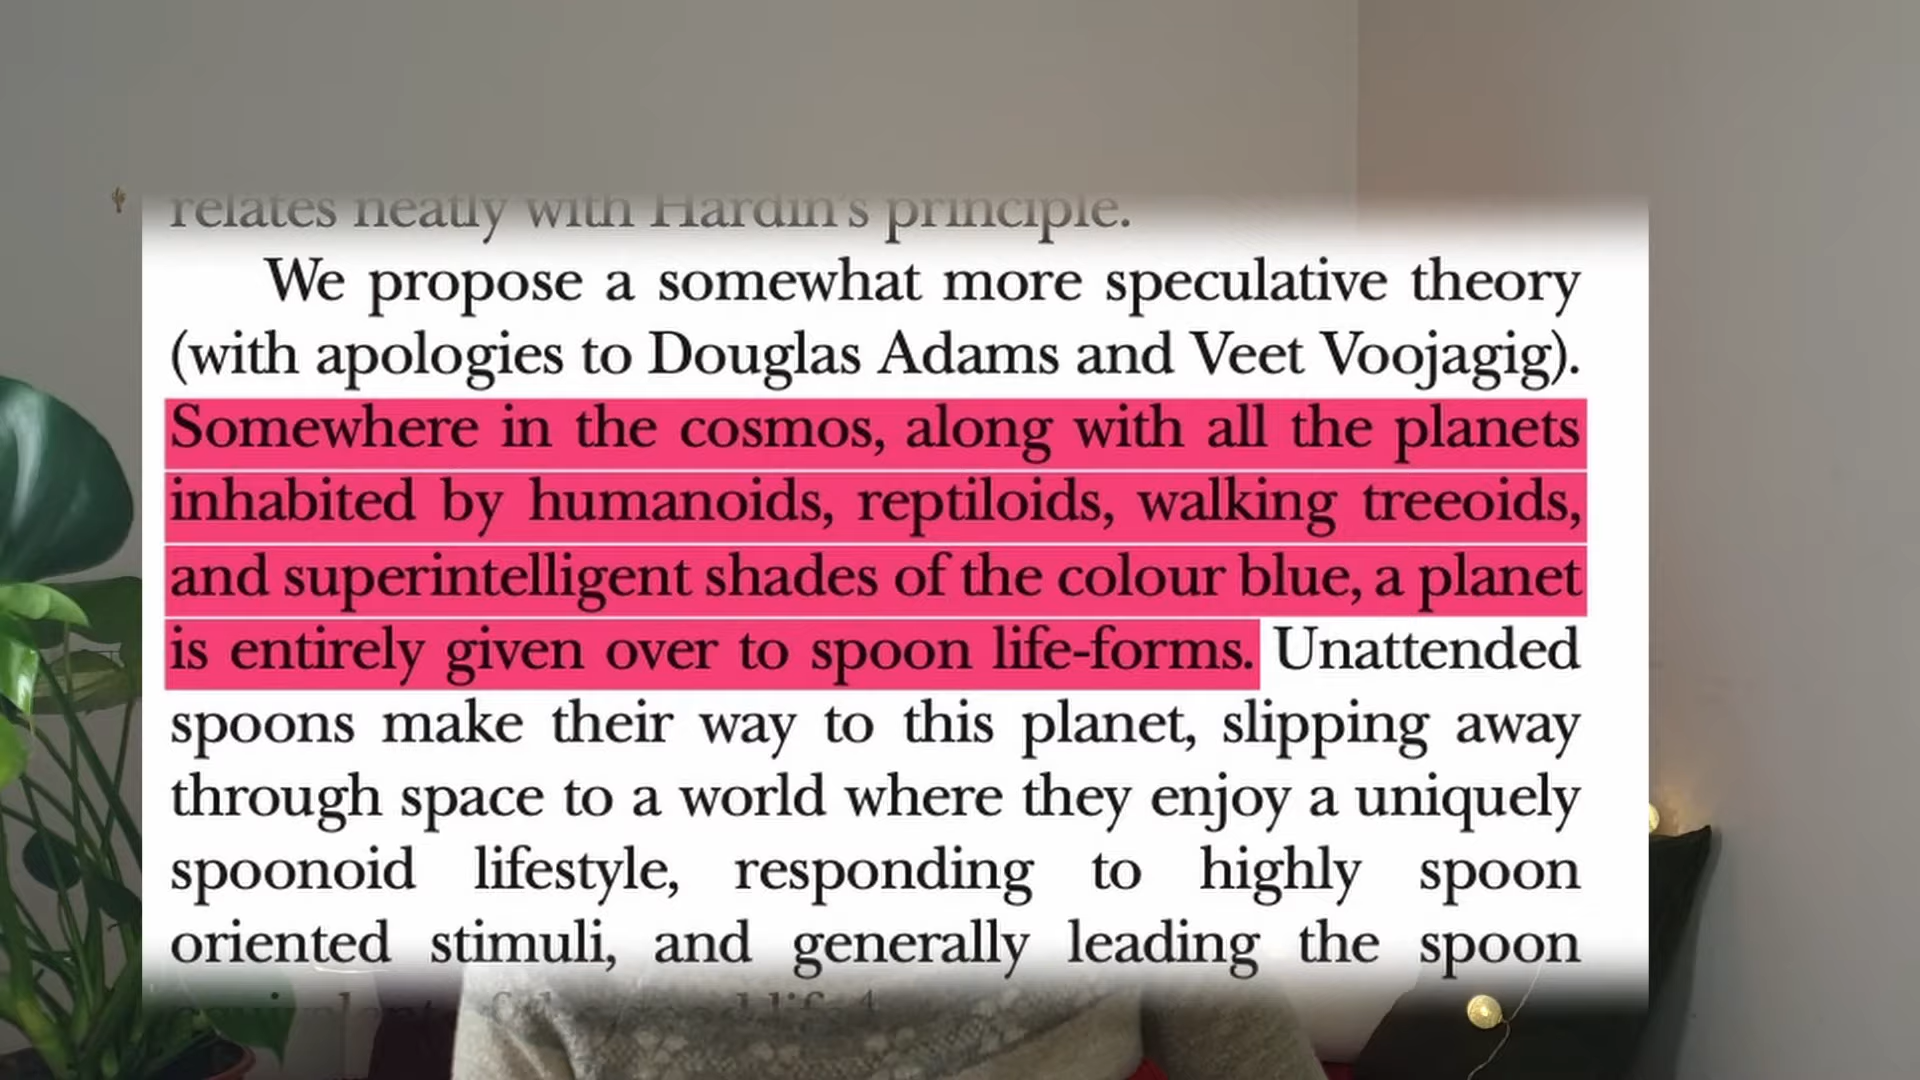 relates neatly with Hardin's principle.
We propose a somewhat more speculative theory
(with apologies to Douglas Adams and Veet Voojagig).
Somewhere in the cosmos, along with all the planets
inhabited by humanoids, reptiloids, walking treeoids,
and superintelligent shades of the colour blue, a planet
is entirely given over to spoon life-forms. Unattended
spoons make their way to this planet, slipping away
through space to a world where they enjoy a uniquely
spoonoid lifestyle, responding to highly spoon
oriented stimuli, and generally leading the spoon